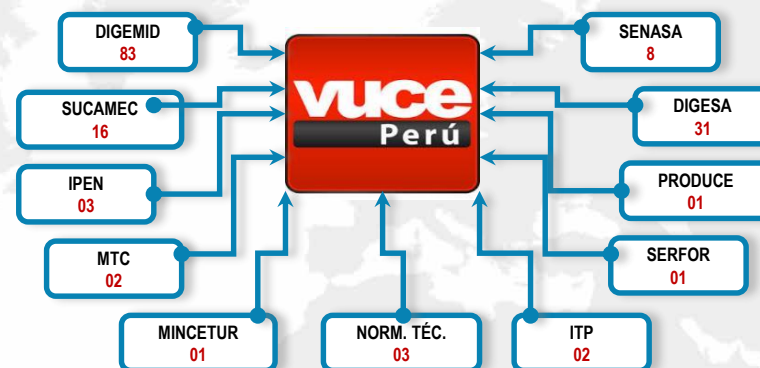 DIGEMID
83
SENASA
8
vuce
Perú
SUCAMEC
16
DIGESA
31
IPEN
03
PRODUCE
01
MTC
02
SERFOR
01
MINCETUR
01
NORM. TÉC.
03
ITP
02